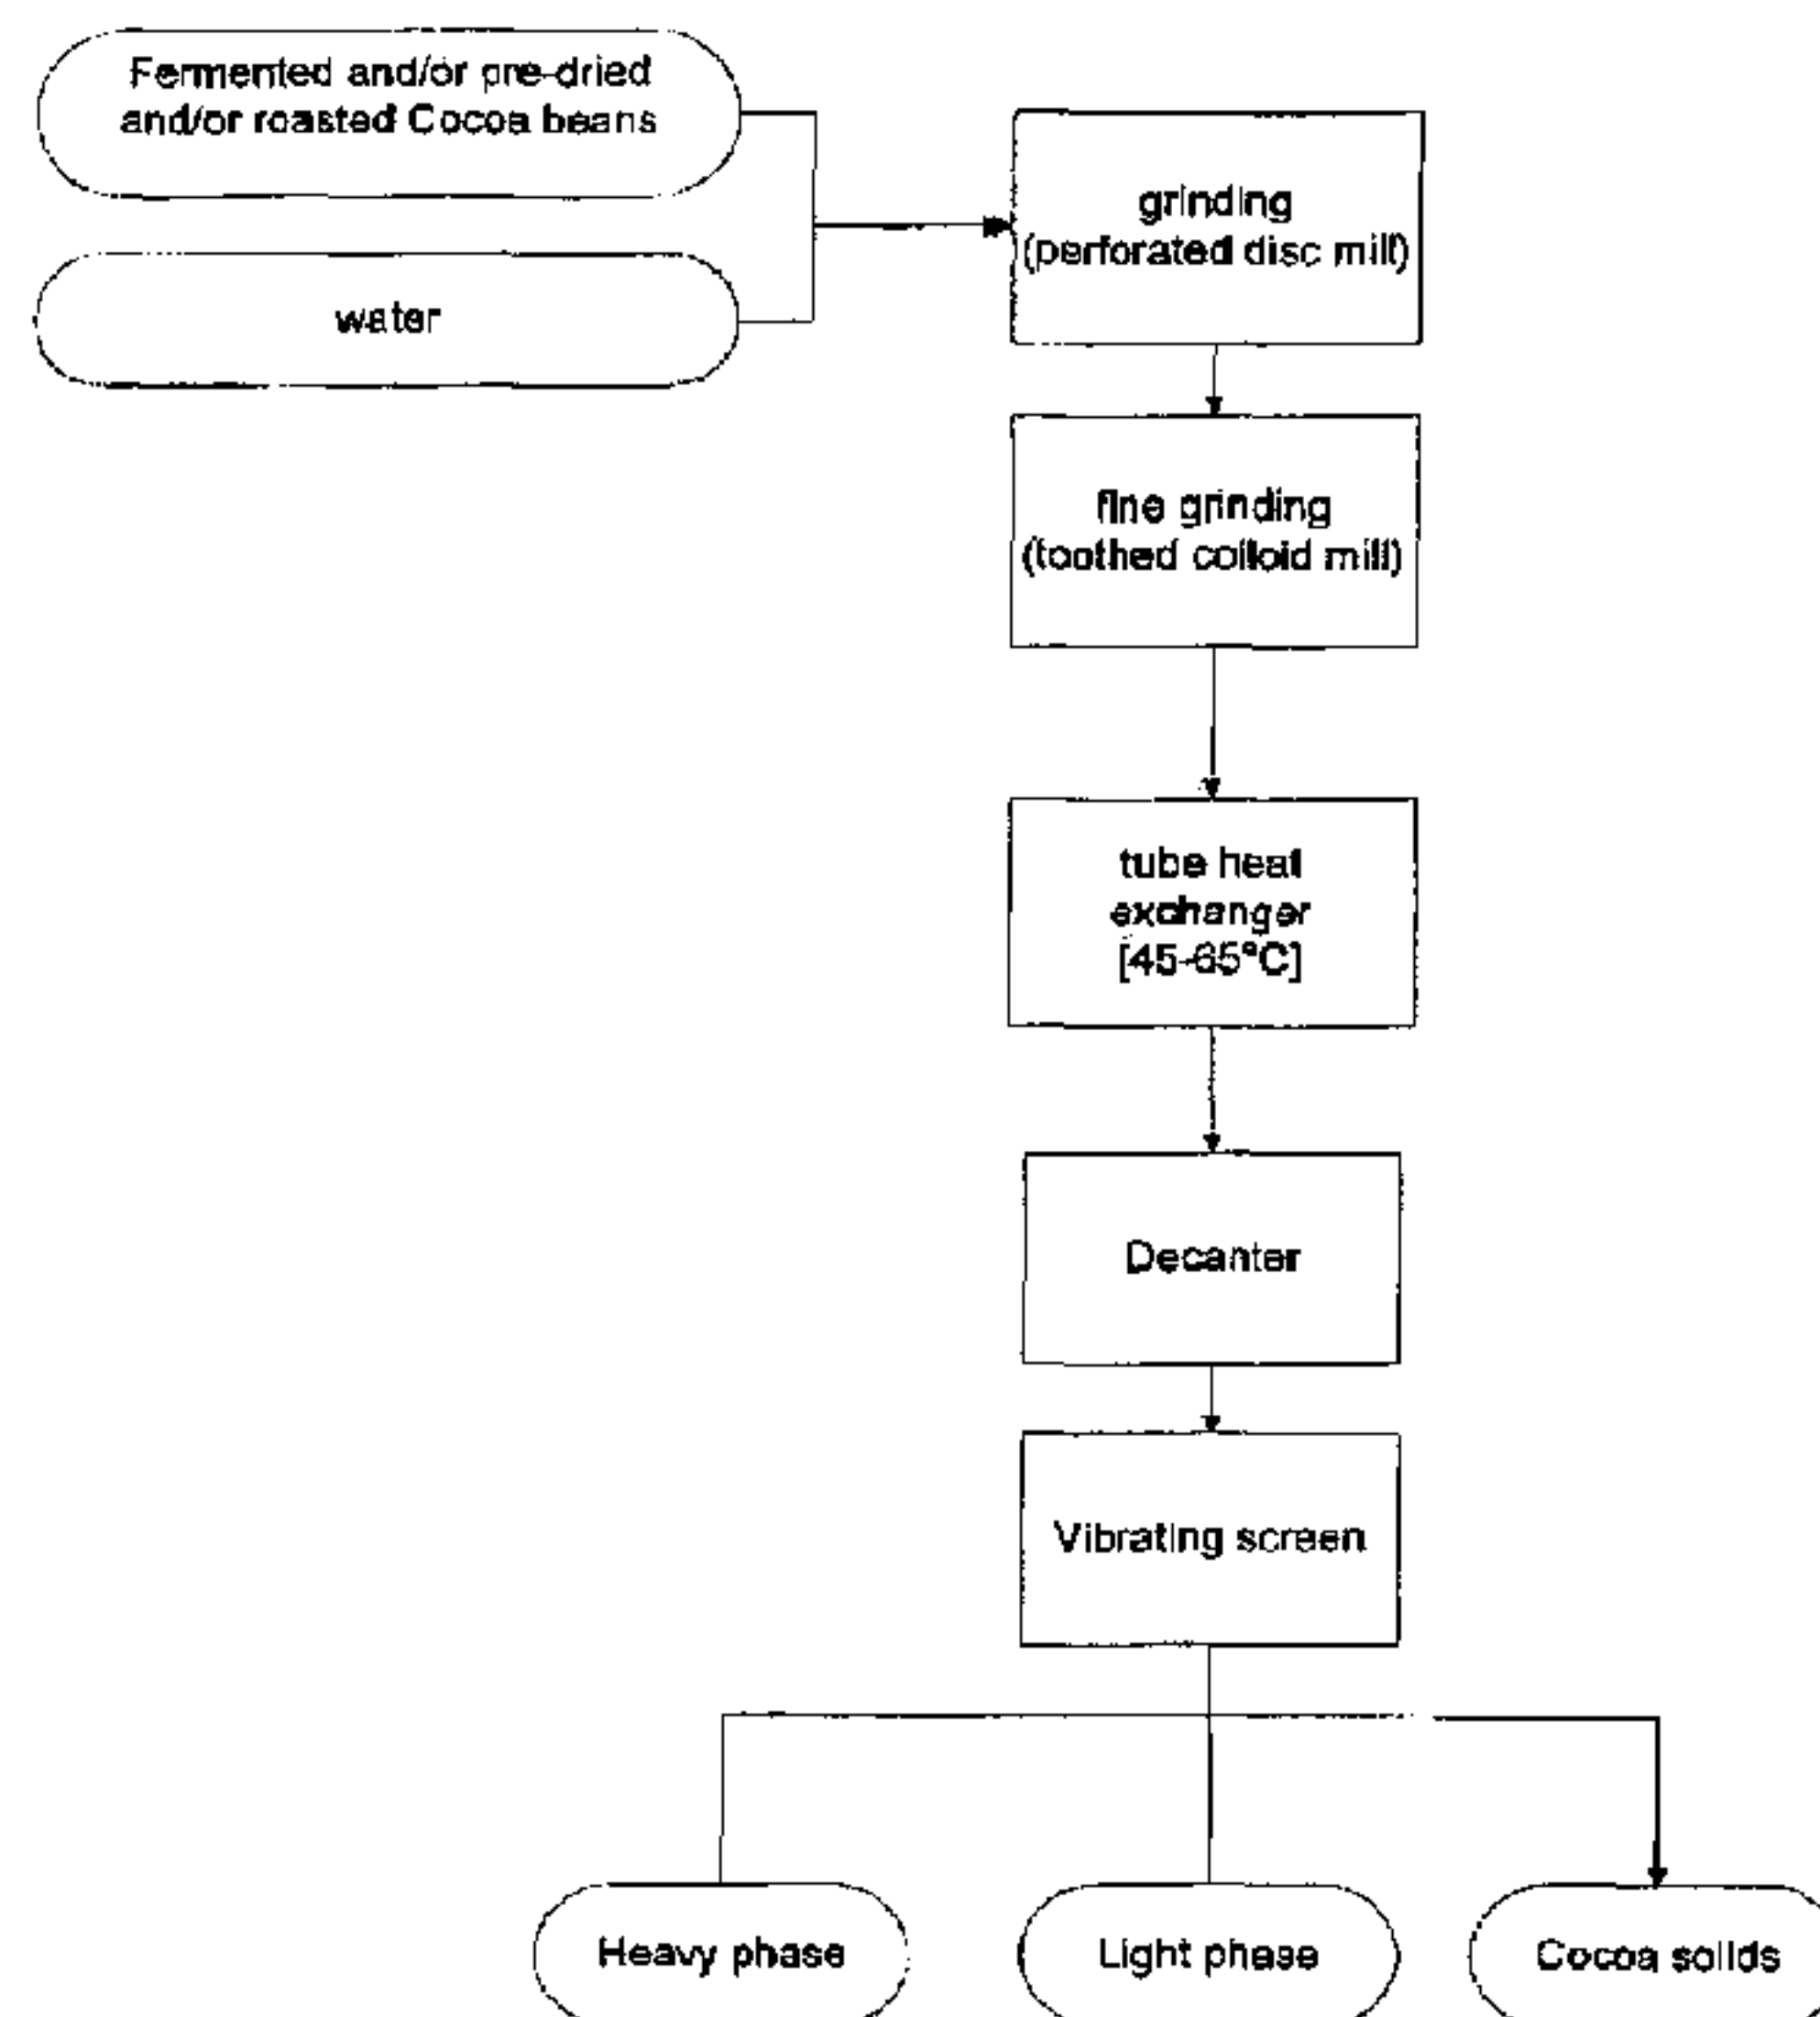 Fermented and/or pre-dried
and/or roasted Cocoa beans
water
grinding
(perforated disc mill)
fine grinding
(toothed colloid mill)
tube heat
exchanger
[45-65°C]
Decanter
Vibrating screen
Heavy phase
Light phase
Cocoa solids